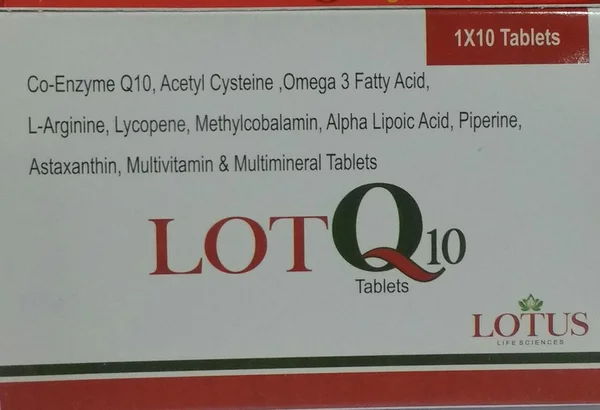 1X10 Tablets
Co-Enzyme Q10, Acetyl Cysteine ,Omega 3 Fatty Acid,
L-Arginine, Lycopene, Methylcobalamin, Alpha Lipoic Acid, Piperine,
Astaxanthin, Multivitamin & Multimineral Tablets
LOTQ10
Tablets
LOTUS
LIFE SCIENCES